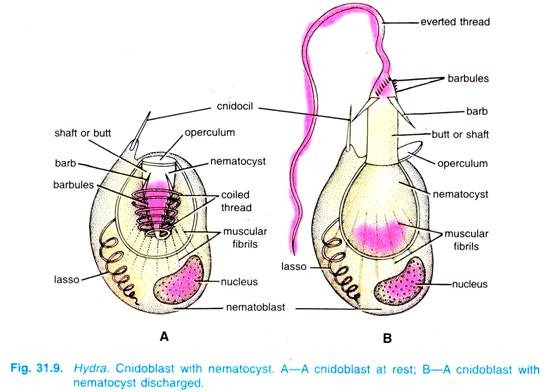 everted thread
barbules
cnidocil
barb
shaft or butt
operculum
butt or shaft
barb
nematocyst
operculum
barbules
coiled
thread
nematocyst
muscular
fibrils
muscular
fibrils
lasso
lasso
nucleus
nucleus
nematoblast
A
B
Fig. 31.9. Hydra. Cnidoblast with nematocyst. A—A cnidoblast at rest; B—A cnidoblast with
nematocyst discharged.